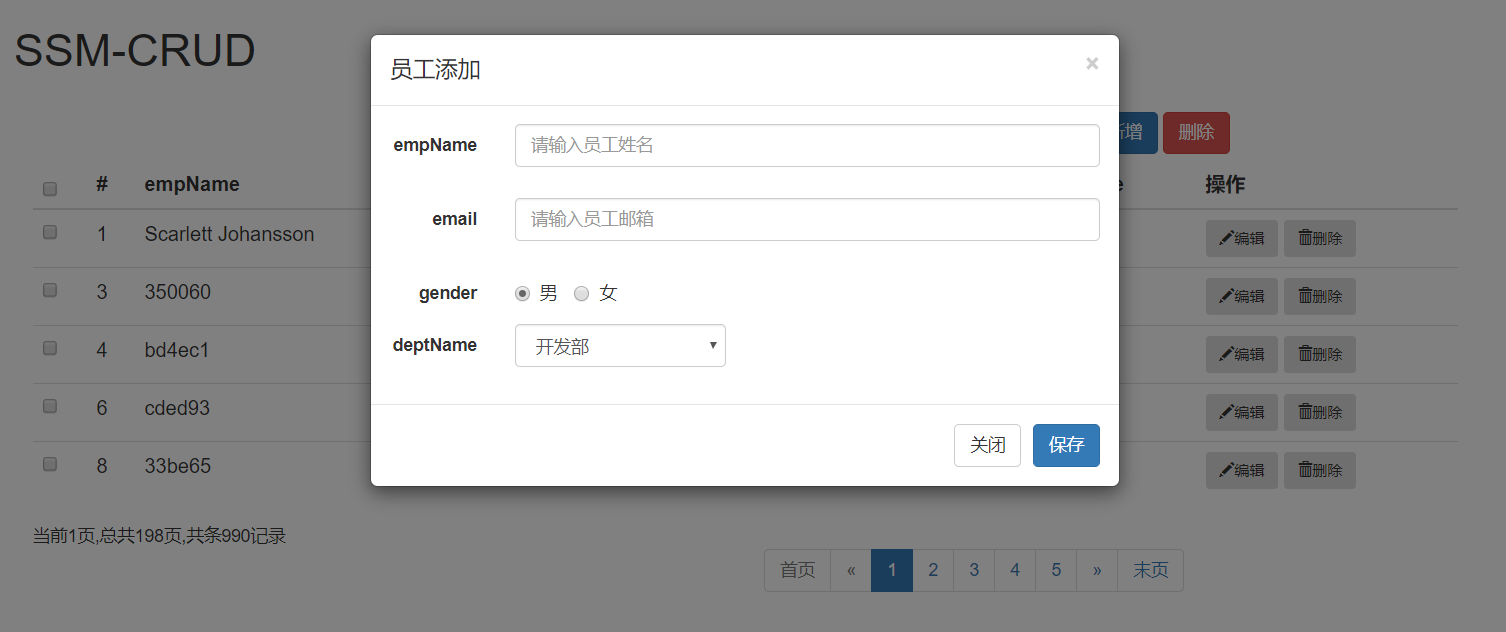 SSM-CRUD
员工添加
×
empName 请输入员工姓名
email 请输入员工邮箱
gender 男 女
deptName 开发部
关闭 保存
增 删除
# empName 操作
1 Scarlett Johansson 编辑 删除
3 350060 编辑 删除
4 bd4ec1 编辑 删除
6 cded93 编辑 删除
8 33be65 编辑 删除
当前1页,总共198页,共条990记录
首页 « 1 2 3 4 5 » 末页